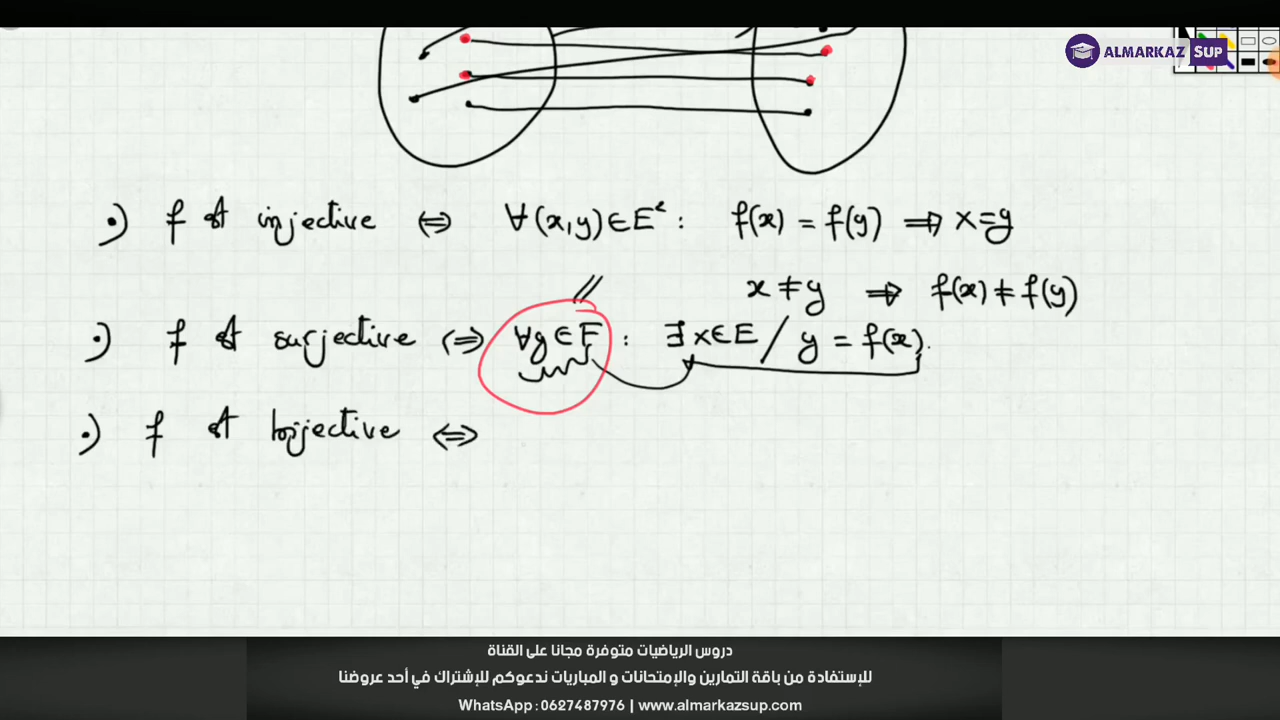 ALMARKAZ SUP
•) f est injective ⇔ ∀(x,y)∈E² : f(x) = f(y) ⇒ x=y
x ≠ y ⇒ f(x) ≠ f(y)
•) f est surjective ⇔ ∀y∈F : ∃x∈E / y = f(x).
•) f est bijective ⇔
دروس الرياضيات متوفرة مجانا على القناة
للإستفادة من باقة التمارين والإمتحانات و المباريات ندعوكم للإشتراك في أحد عروضنا
WhatsApp : 0627487976 | www.almarkazsup.com